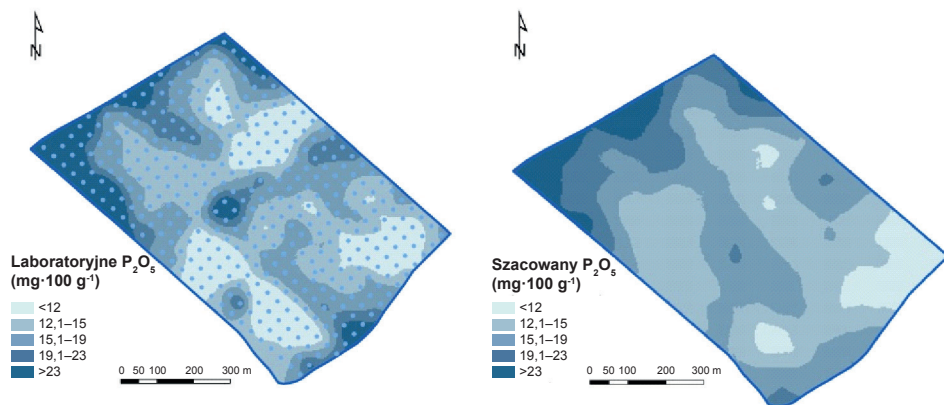 N
Laboratoryjne P₂O₅
(mg·100 g⁻¹)
<12
12,1–15
15,1–19
19,1–23
>23
0 50 100 200 300 m
N
Szacowany P₂O₅
(mg·100 g⁻¹)
<12
12,1–15
15,1–19
19,1–23
>23
0 50 100 200 300 m